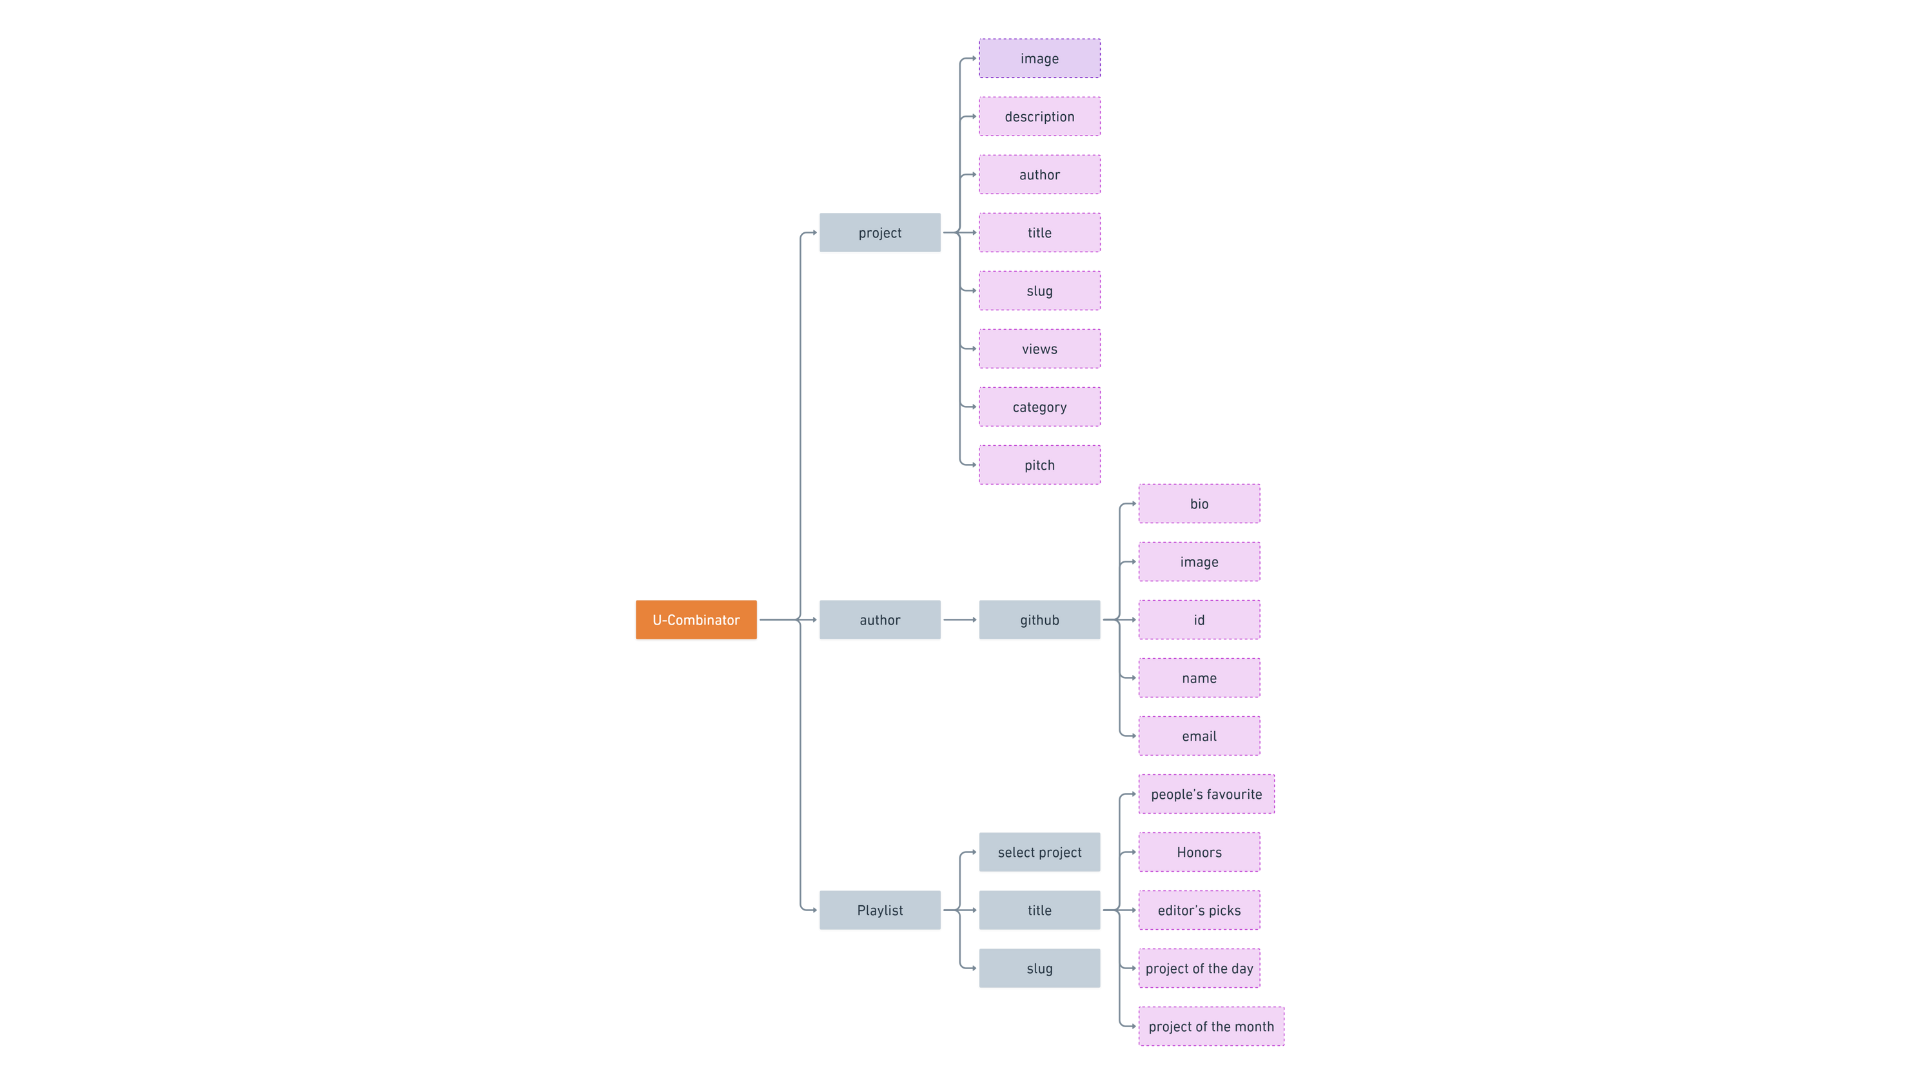 image
description
author
project
title
slug
views
category
pitch
bio
image
U-Combinator
author
github
id
name
email
people's favourite
select project
Honors
Playlist
title
editor's picks
slug
project of the day
project of the month